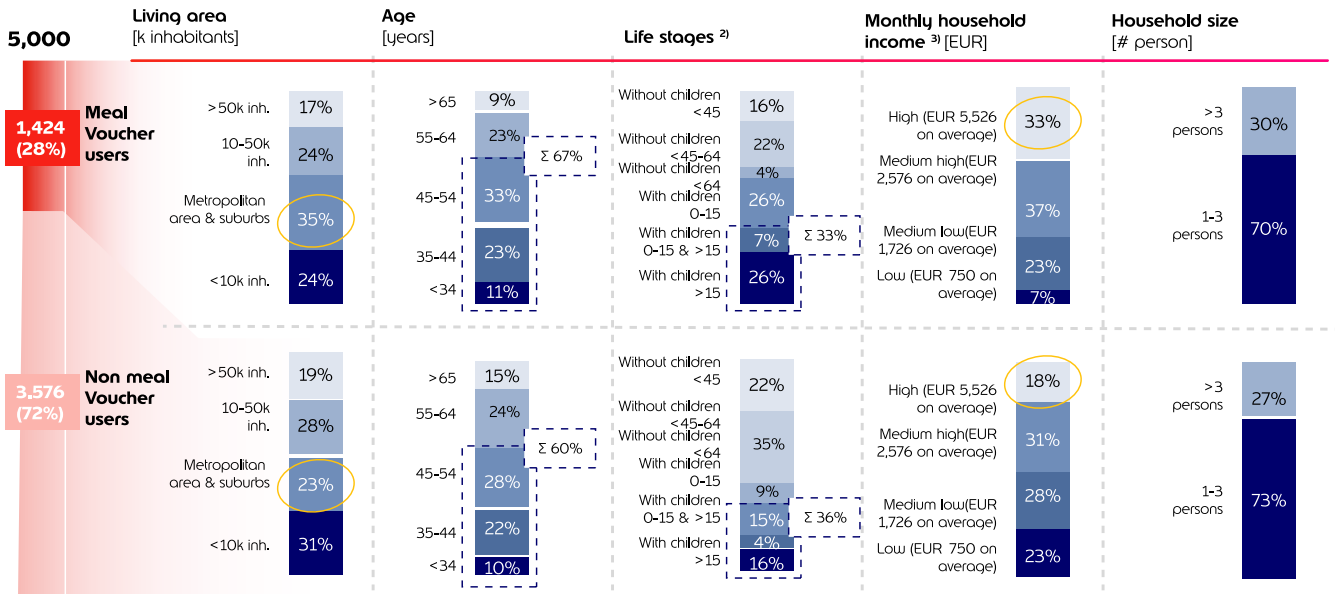 5,000
Living area
[k inhabitants]
Age
[years]
Life stages 2)
Monthly household
income 3) [EUR]
Household size
[# person]
1,424
(28%)
Meal
Voucher
users
>50k inh.
17%
10-50k
inh.
24%
Metropolitan
area & suburbs
35%
<10k inh.
24%
>65
9%
55-64
23%
Σ 67%
45-54
33%
35-44
23%
<34
11%
Without children
<45
16%
Without children
<45-64
22%
Without children
<64
4%
With children
0-15
26%
With children
0-15 & >15
7%
Σ 33%
With children
>15
26%
High (EUR 5,526
on average)
33%
Medium high(EUR
2,576 on average)
37%
Medium low(EUR
1,726 on average)
23%
Low (EUR 750 on
average)
7%
>3
persons
30%
1-3
persons
70%
3,576
(72%)
Non meal
Voucher
users
>50k inh.
19%
10-50k
inh.
28%
Metropolitan
area & suburbs
23%
<10k inh.
31%
>65
15%
55-64
24%
Σ 60%
45-54
28%
35-44
22%
<34
10%
Without children
<45
22%
Without children
<45-64
35%
Without children
<64
With children
0-15
9%
With children
0-15 & >15
15%
Σ 36%
4%
With children
>15
16%
High (EUR 5,526
on average)
18%
Medium high(EUR
2,576 on average)
31%
Medium low(EUR
1,726 on average)
28%
Low (EUR 750 on
average)
23%
>3
persons
27%
1-3
persons
73%